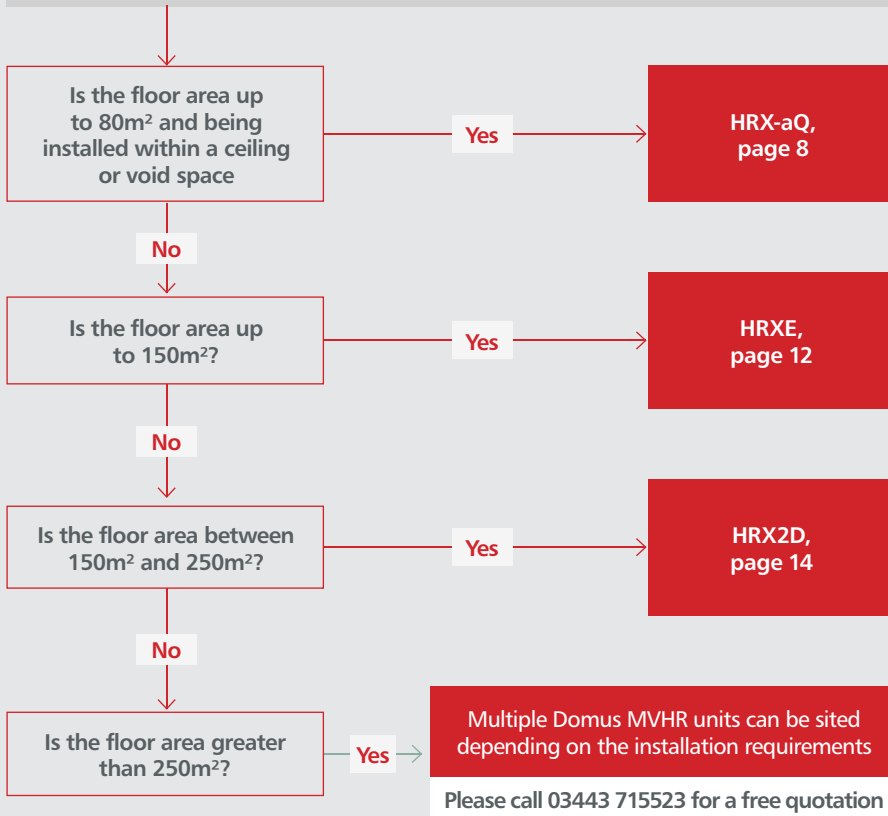 Is the floor area up
to 80m² and being
installed within a ceiling
or void space
Yes
HRX-aQ,
page 8
No
Is the floor area up
to 150m²?
Yes
HRXE,
page 12
No
Is the floor area between
150m² and 250m²?
Yes
HRX2D,
page 14
No
Is the floor area greater
than 250m²?
Yes
Multiple Domus MVHR units can be sited
depending on the installation requirements
Please call 03443 715523 for a free quotation